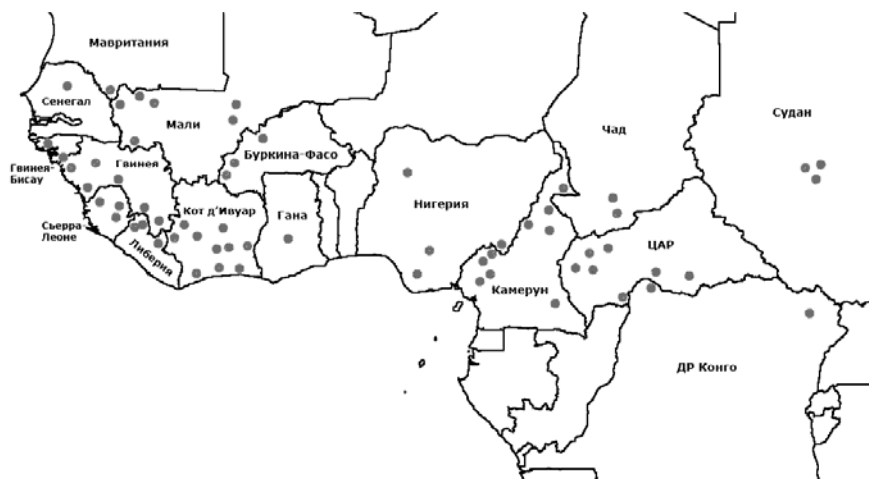 Мавритания
Сенегал
Мали
Судан
Чад
Буркина-Фасо
Гвинея
Гвинея-
Бисау
Нигерия
Кот д'Ивуар
Гана
Сьерра-
Леоне
Либерия
ЦАР
Камерун
ДР Конго